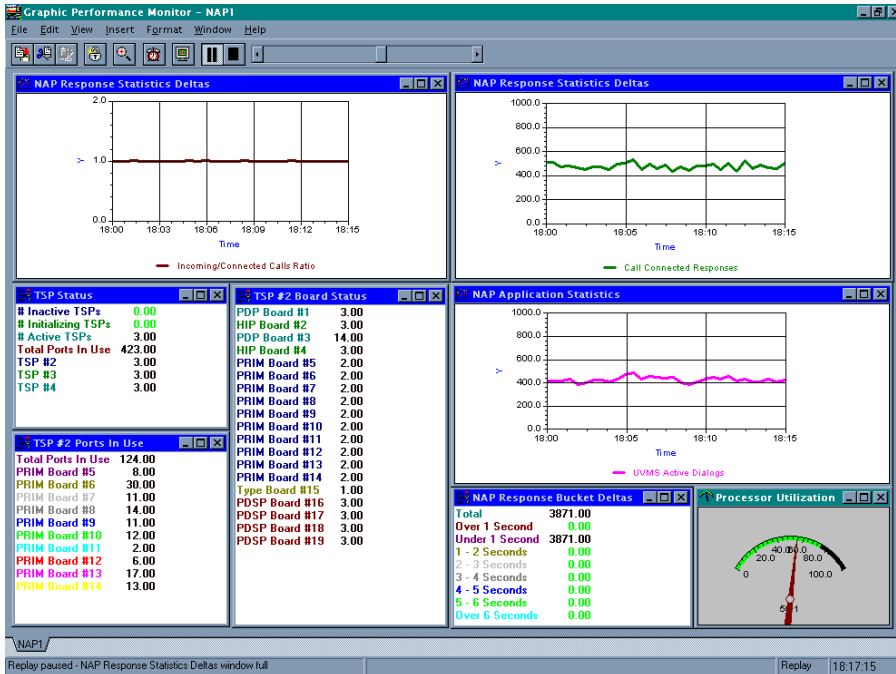 Graphic Performance Monitor - NAP1
File Edit View Insert Format Window Help
NAP Response Statistics Deltas
2.0
1.0
0.0
Y
18:00 18:03 18:06 18:09 18:12 18:15
Time
Incoming/Connected Calls Ratio
NAP Response Statistics Deltas
1000.0
800.0
600.0
400.0
200.0
0.0
Y
18:00 18:05 18:10 18:15
Time
Call Connected Responses
TSP Status
# Inactive TSPs 0.00
# Initializing TSPs 0.00
# Active TSPs 3.00
Total Ports In Use 423.00
TSP #2 3.00
TSP #3 3.00
TSP #4 3.00
TSP #2 Board Status
PDP Board #1 3.00
HIP Board #2 3.00
PDP Board #3 14.00
HIP Board #4 3.00
PRIM Board #5 2.00
PRIM Board #6 2.00
PRIM Board #7 2.00
PRIM Board #8 2.00
PRIM Board #9 2.00
PRIM Board #10 2.00
PRIM Board #11 2.00
PRIM Board #12 2.00
PRIM Board #13 2.00
PRIM Board #14 2.00
Type Board #15 1.00
PDSP Board #16 3.00
PDSP Board #17 3.00
PDSP Board #18 3.00
PDSP Board #19 3.00
NAP Application Statistics
1000.0
800.0
600.0
400.0
200.0
0.0
Y
18:00 18:05 18:10 18:15
Time
UVMS Active Dialogs
TSP #2 Ports In Use
Total Ports In Use 124.00
PRIM Board #5 8.00
PRIM Board #6 30.00
PRIM Board #7 11.00
PRIM Board #8 14.00
PRIM Board #9 11.00
PRIM Board #10 12.00
PRIM Board #11 2.00
PRIM Board #12 6.00
PRIM Board #13 17.00
PRIM Board #14 13.00
NAP Response Bucket Deltas
Total 3871.00
Over 1 Second 0.00
Under 1 Second 3871.00
1 - 2 Seconds 0.00
2 - 3 Seconds 0.00
3 - 4 Seconds 0.00
4 - 5 Seconds 0.00
5 - 6 Seconds 0.00
Over 6 Seconds 0.00
Processor Utilization
0 20.0 40.0 80.0 100.0
NAP1
Replay paused - NAP Response Statistics Deltas window full
Replay
18:17:15